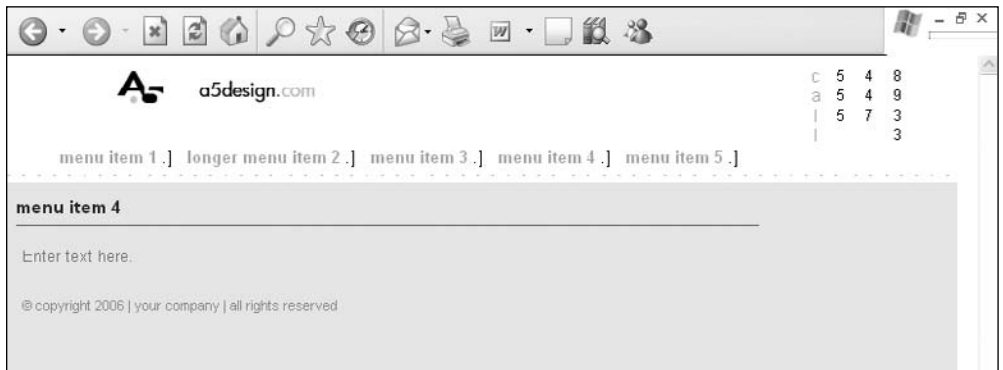 a5design.com
c 5 4 8
a 5 4 9
l 5 7 3
l 3
menu item 1 .] longer menu item 2 .] menu item 3 .] menu item 4 .] menu item 5 .]
menu item 4
Enter text here.
© copyright 2006 | your company | all rights reserved